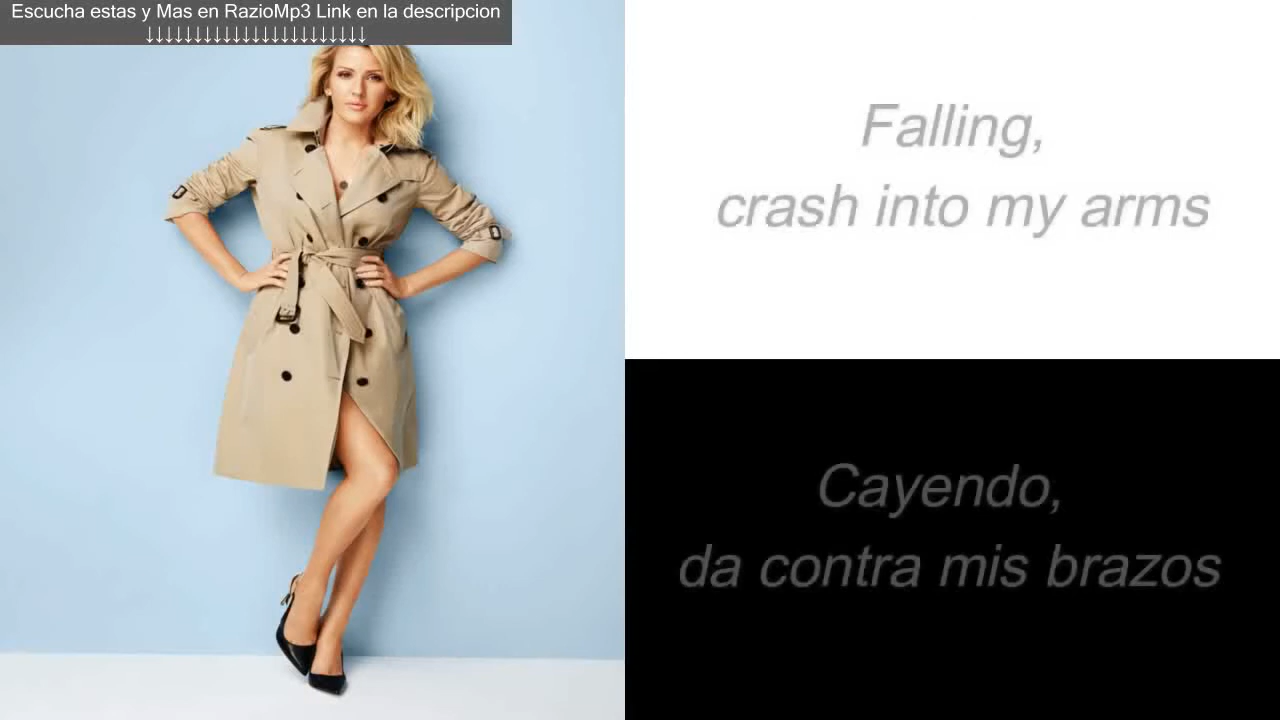 Escucha estas y Mas en RazioMp3 Link en la descripcion
↓↓↓↓↓↓↓↓↓↓↓↓↓↓↓↓↓↓↓↓↓↓↓
Falling,
crash into my arms
Cayendo,
da contra mis brazos